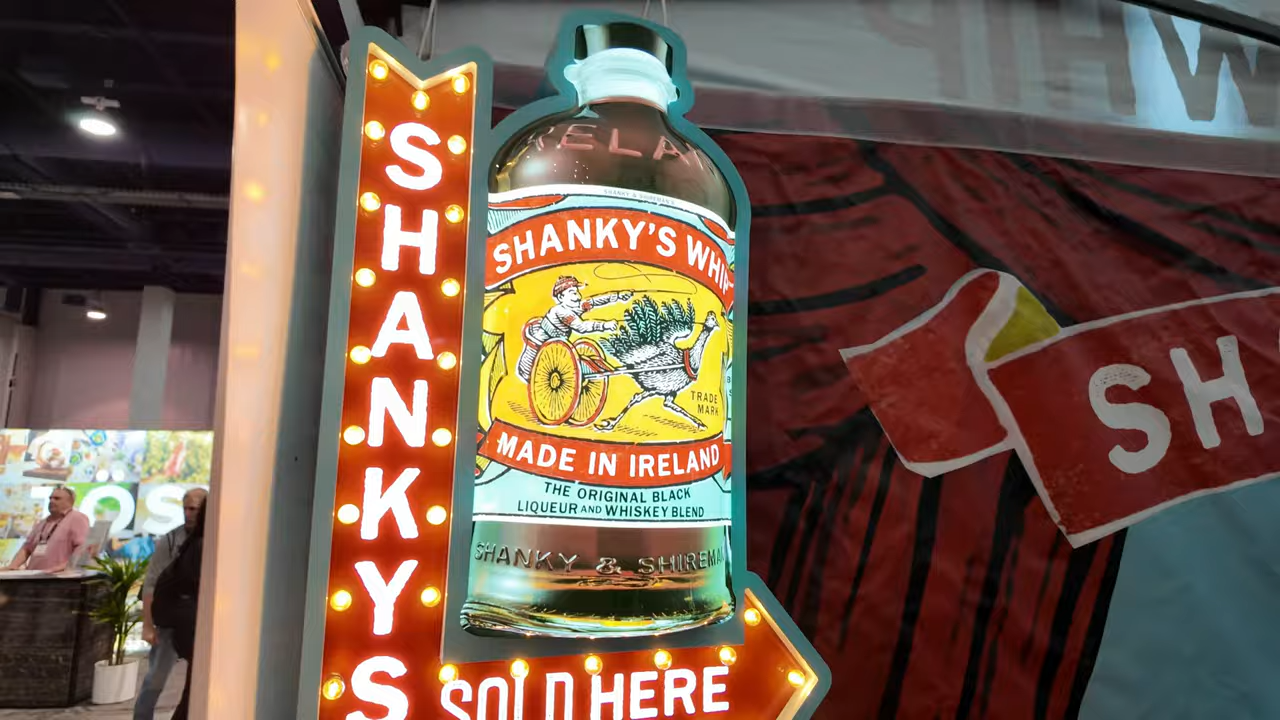 SHANKYS
SOLD HERE
SHANKY'S WHIP
TRADE
MARK
MADE IN IRELAND
THE ORIGINAL BLACK
LIQUEUR AND WHISKEY BLEND
SHANKY & SHIREMA
SH